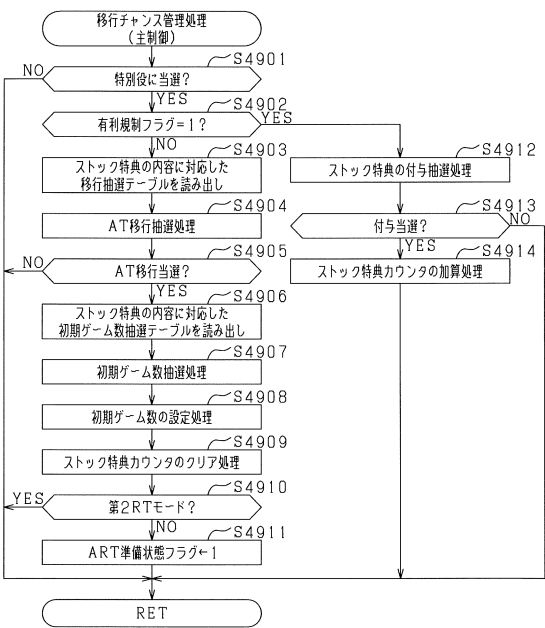 移行チャンス管理処理
(主制御)
S4901
特別役に当選?
NO
YES
S4902
有利規制フラグ=1?
YES
NO
S4903
ストック特典の内容に対応した
移行抽選テーブルを読み出し
S4904
AT移行抽選処理
S4905
AT移行当選?
NO
YES
S4906
ストック特典の内容に対応した
初期ゲーム数抽選テーブルを読み出し
S4907
初期ゲーム数抽選処理
S4908
初期ゲーム数の設定処理
S4909
ストック特典カウンタのクリア処理
S4910
第2RTモード?
YES
NO
S4911
ART準備状態フラグ←1
S4912
ストック特典の付与抽選処理
S4913
付与当選?
NO
YES
S4914
ストック特典カウンタの加算処理
RET